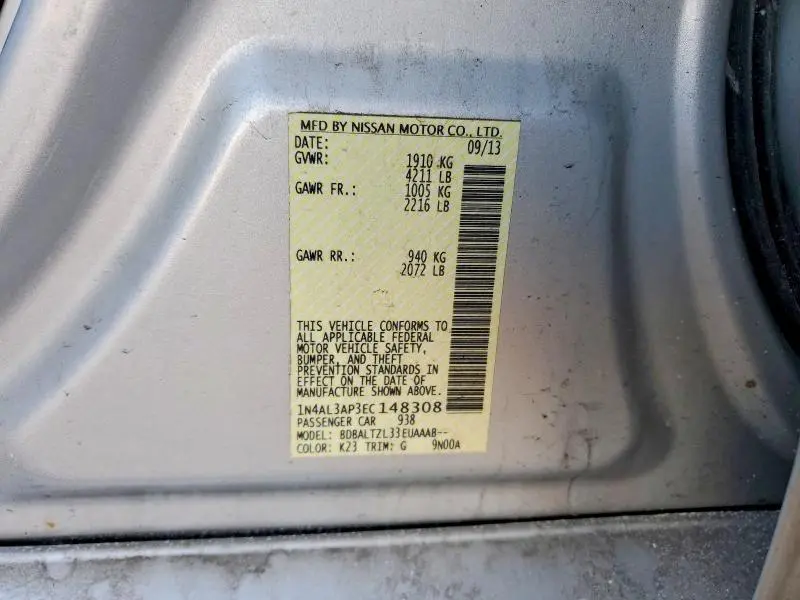 MFD BY NISSAN MOTOR CO., LTD.
DATE: 09/13
GVWR: 1910 KG
4211 LB
GAWR FR.: 1005 KG
2216 LB
GAWR RR.: 940 KG
2072 LB
THIS VEHICLE CONFORMS TO
ALL APPLICABLE FEDERAL
MOTOR VEHICLE SAFETY,
BUMPER, AND THEFT
PREVENTION STANDARDS IN
EFFECT ON THE DATE OF
MANUFACTURE SHOWN ABOVE.
1N4AL3AP3EC148308
PASSENGER CAR 938
MODEL: BDBALTZL33EUAAAB--
COLOR: K23 TRIM: G 9N00A